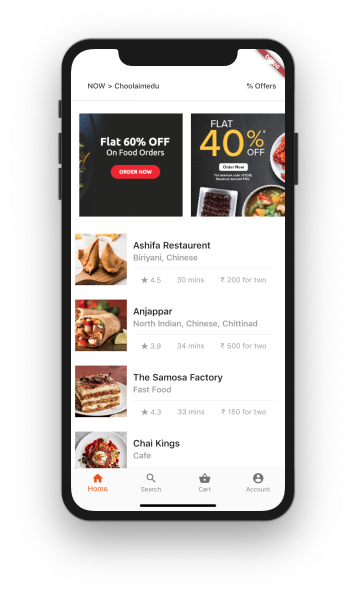 NOW > Choolaimedu
% Offers
Flat 60% OFF
On Food Orders
ORDER NOW
FLAT
40%*
OFF
Order Now
Ashifa Restaurent
Biriyani, Chinese
★ 4.5 30 mins ₹ 200 for two
Anjappar
North Indian, Chinese, Chittinad
★ 3.9 34 mins ₹ 500 for two
The Samosa Factory
Fast Food
★ 4.3 33 mins ₹ 150 for two
Chai Kings
Cafe
Home Search Cart Account